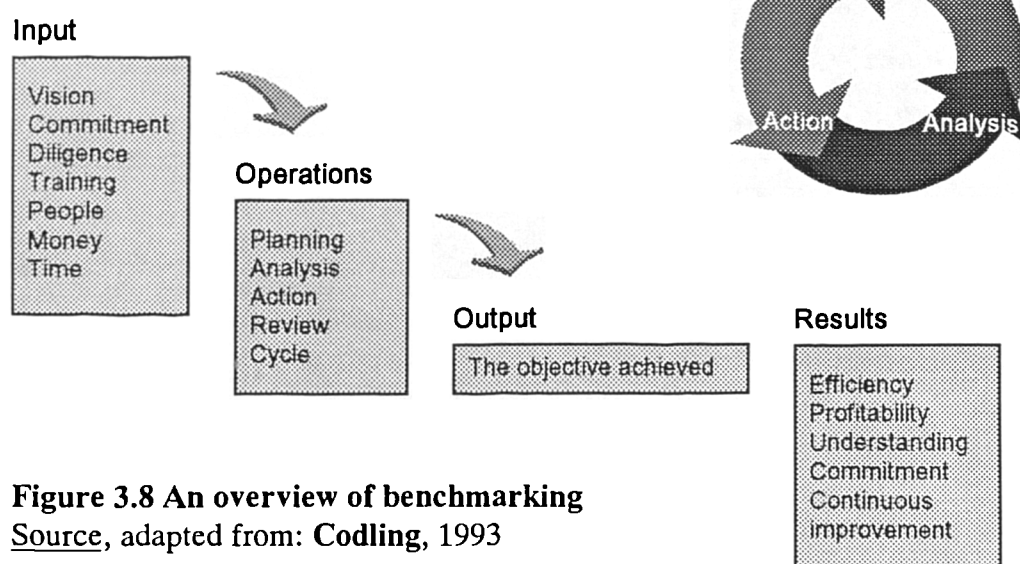 Input
Vision
Commitment
Diligence
Training
People
Money
Time
Operations
Planning
Analysis
Action
Review
Cycle
Output
The objective achieved
Results
Efficiency
Profitability
Understanding
Commitment
Continuous
improvement
Action
Analysis
Figure 3.8 An overview of benchmarking
Source, adapted from: Codling, 1993